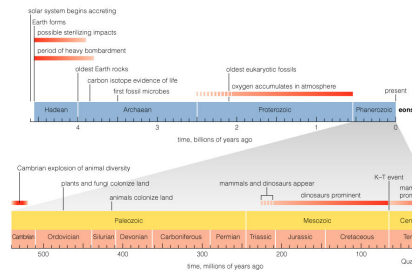 solar system begins accreting
Earth forms
possible sterilizing impacts
period of heavy bombardment
oldest Earth rocks
carbon isotope evidence of life
first fossil microbes
oldest eukaryotic fossils
oxygen accumulates in atmosphere
present
Hadean Archaean Proterozoic Phanerozoic eons
4 3 2 1 0
time, billions of years ago
Cambrian explosion of animal diversity
plants and fungi colonize land
animals colonize land
mammals and dinosaurs appear
dinosaurs prominent
K–T event
Paleozoic Mesozoic Cen
Cambrian Ordovician Silurian Devonian Carboniferous Permian Triassic Jurassic Cretaceous
500 400 300 200 100
time, millions of years ago